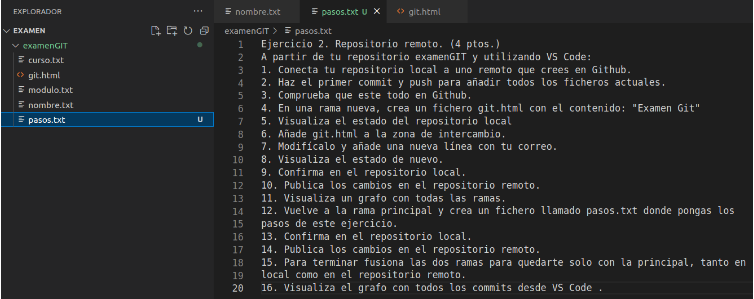 EXPLORADOR
nombre.txt
pasos.txt U
git.html
EXAMEN
examenGIT
curso.txt
git.html
modulo.txt
nombre.txt
pasos.txt U
examenGIT > pasos.txt
1 Ejercicio 2. Repositorio remoto. (4 ptos.)
2 A partir de tu repositorio examenGIT y utilizando VS Code:
3 1. Conecta tu repositorio local a uno remoto que crees en Github.
4 2. Haz el primer commit y push para añadir todos los ficheros actuales.
5 3. Comprueba que este todo en Github.
6 4. En una rama nueva, crea un fichero git.html con el contenido: "Examen Git"
7 5. Visualiza el estado del repositorio local
8 6. Añade git.html a la zona de intercambio.
9 7. Modifícalo y añade una nueva línea con tu correo.
10 8. Visualiza el estado de nuevo.
11 9. Confirma en el repositorio local.
12 10. Publica los cambios en el repositorio remoto.
13 11. Visualiza un grafo con todas las ramas.
14 12. Vuelve a la rama principal y crea un fichero llamado pasos.txt donde pongas los
15 pasos de este ejercicio.
16 13. Confirma en el repositorio local.
17 14. Publica los cambios en el repositorio remoto.
18 15. Para terminar fusiona las dos ramas para quedarte solo con la principal, tanto en
19 local como en el repositorio remoto.
20 16. Visualiza el grafo con todos los commits desde VS Code .